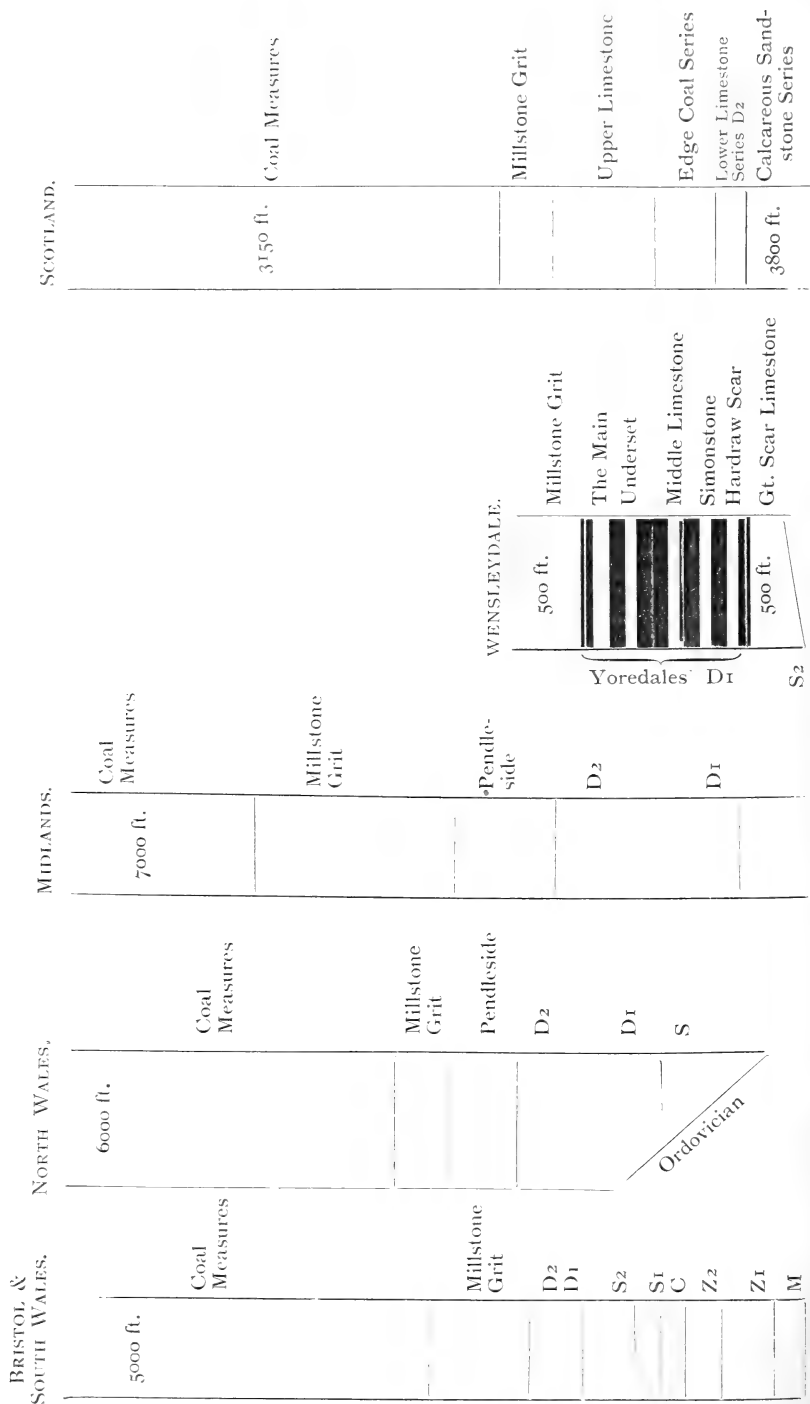 BRISTOL &
SOUTH WALES.
5000 ft.
Coal
Measures
Millstone
Grit
D2
D1
S2
S1
C
Z2
Z1
M
NORTH WALES.
6000 ft.
Coal
Measures
Millstone
Grit
Pendleside
D2
D1
S
Ordovician
MIDLANDS.
7000 ft.
Coal
Measures
Millstone
Grit
Pendle-
side
D2
D1
WENSLEYDALE.
500 ft.
Millstone Grit
The Main
Underset
Middle Limestone
Simonstone
Hardraw Scar
Gt. Scar Limestone
500 ft.
Yoredales D1
S2
SCOTLAND.
3150 ft.
Coal Measures
Millstone Grit
Upper Limestone
Edge Coal Series
Lower Limestone
Series D2
Calcareous Sand-
stone Series
3800 ft.